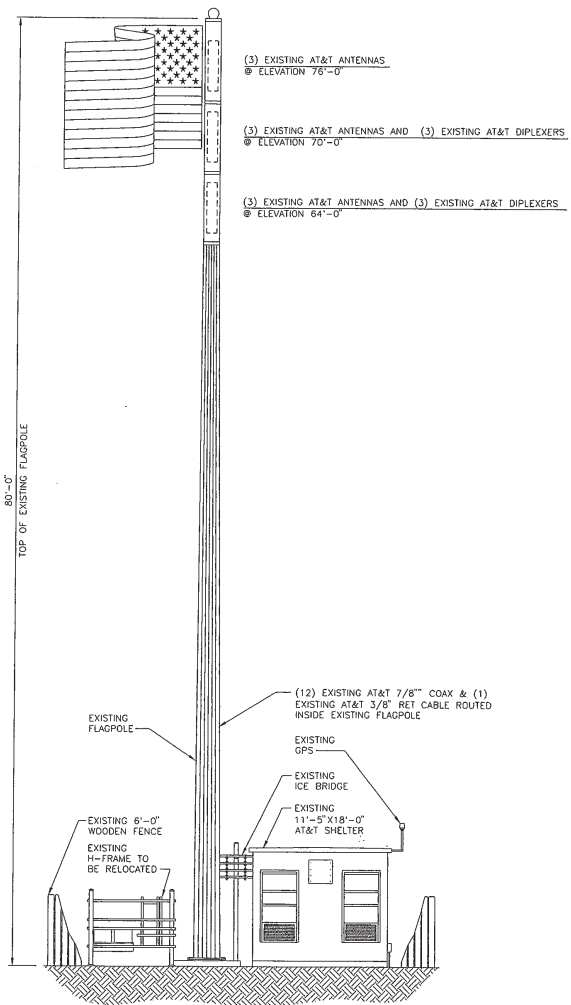 (3) EXISTING AT&T ANTENNAS
@ ELEVATION 76'-0"
(3) EXISTING AT&T ANTENNAS AND (3) EXISTING AT&T DIPLEXERS
@ ELEVATION 70'-0"
(3) EXISTING AT&T ANTENNAS AND (3) EXISTING AT&T DIPLEXERS
@ ELEVATION 64'-0"
80'-0"
TOP OF EXISTING FLAGPOLE
(12) EXISTING AT&T 7/8"" COAX & (1)
EXISTING AT&T 3/8" RET CABLE ROUTED
INSIDE EXISTING FLAGPOLE
EXISTING
FLAGPOLE
EXISTING
GPS
EXISTING
ICE BRIDGE
EXISTING
11'-5"X18'-0"
AT&T SHELTER
EXISTING 6'-0"
WOODEN FENCE
EXISTING
H-FRAME TO
BE RELOCATED